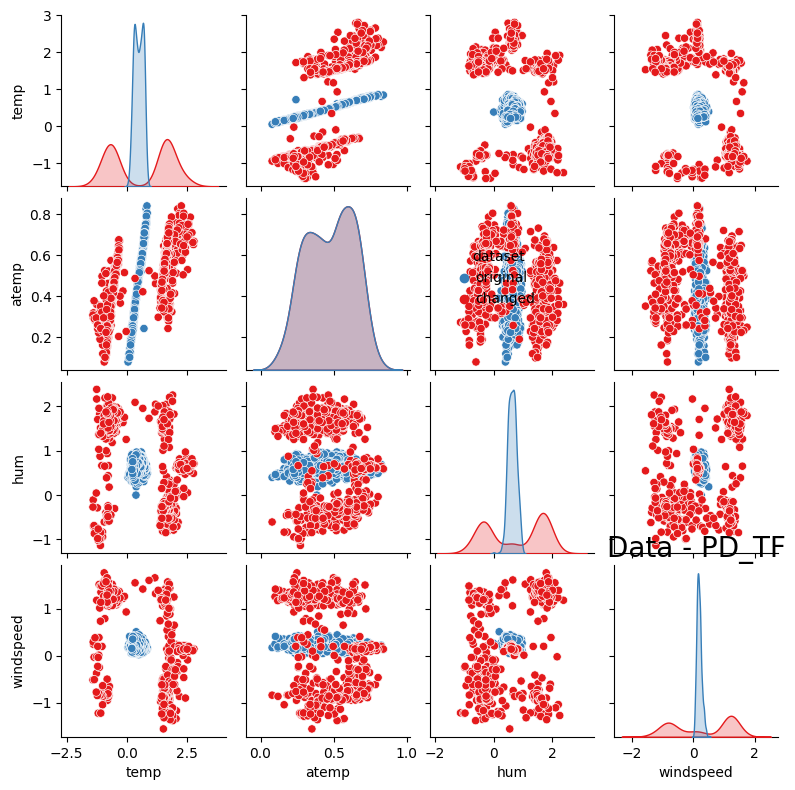 temp
3
2
1
0
−1
atemp
0.8
0.6
0.4
0.2
dataset
original
changed
hum
2
1
0
−1
Data - PD_TF
windspeed
1
0
−1
−2.5 0.0 2.5
0.0 0.5 1.0
−2 0 2
−2 0 2
temp atemp hum windspeed